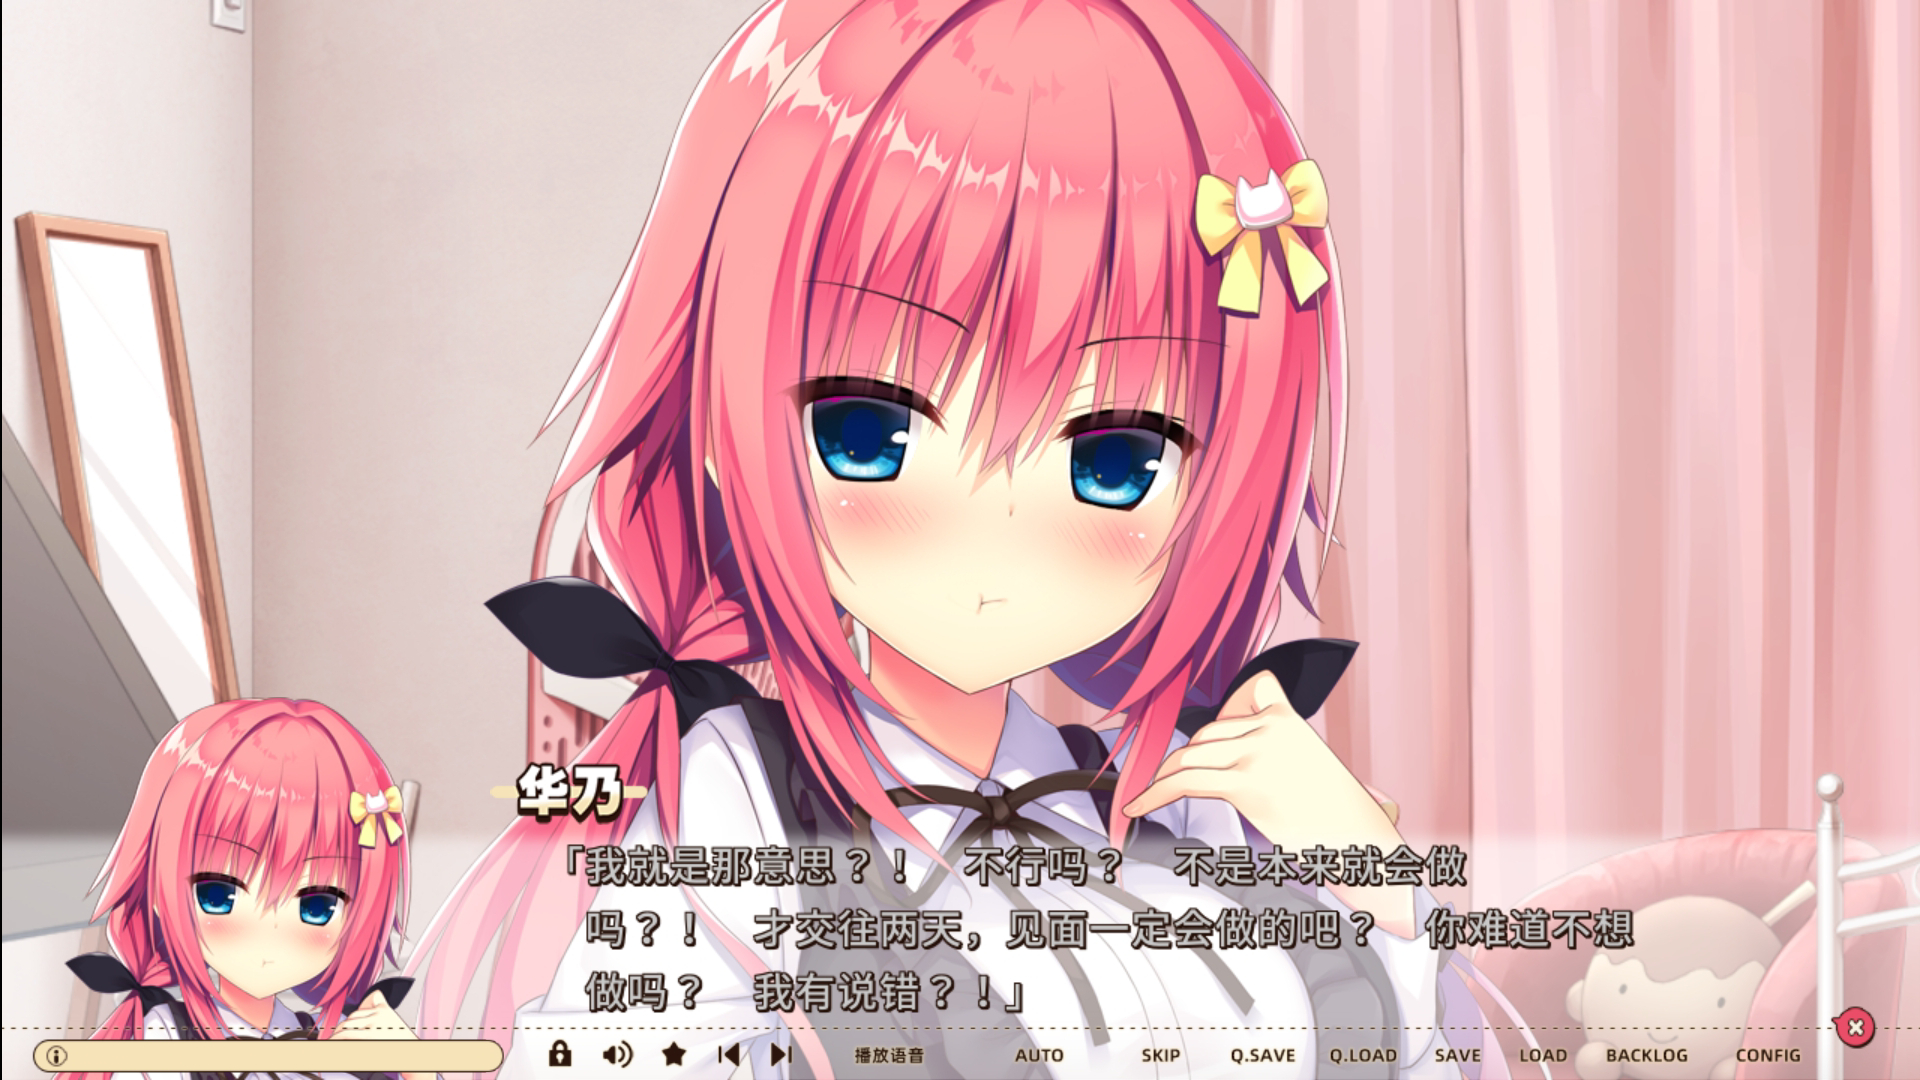 华乃
「我就是那意思？！　不行吗？　不是本来就会做
吗？！　才交往两天，见面一定会做的吧？　你难道不想
做吗？　我有说错？！」
播放语音 AUTO SKIP Q.SAVE Q.LOAD SAVE LOAD BACKLOG CONFIG